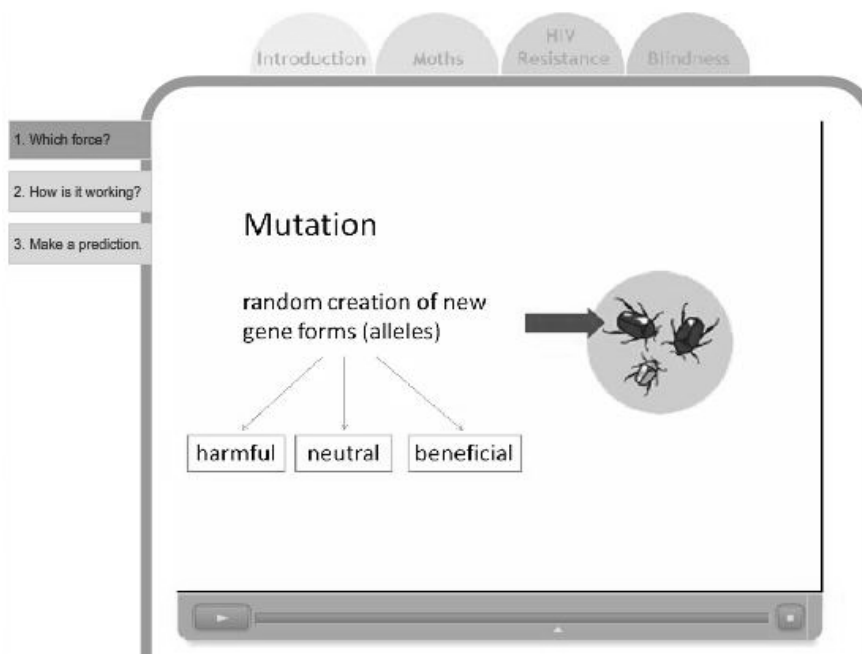 Introduction
Moths
HIV
Resistance
Blindness
1. Which force?
2. How is it working?
3. Make a prediction.
Mutation
random creation of new
gene forms (alleles)
harmful
neutral
beneficial